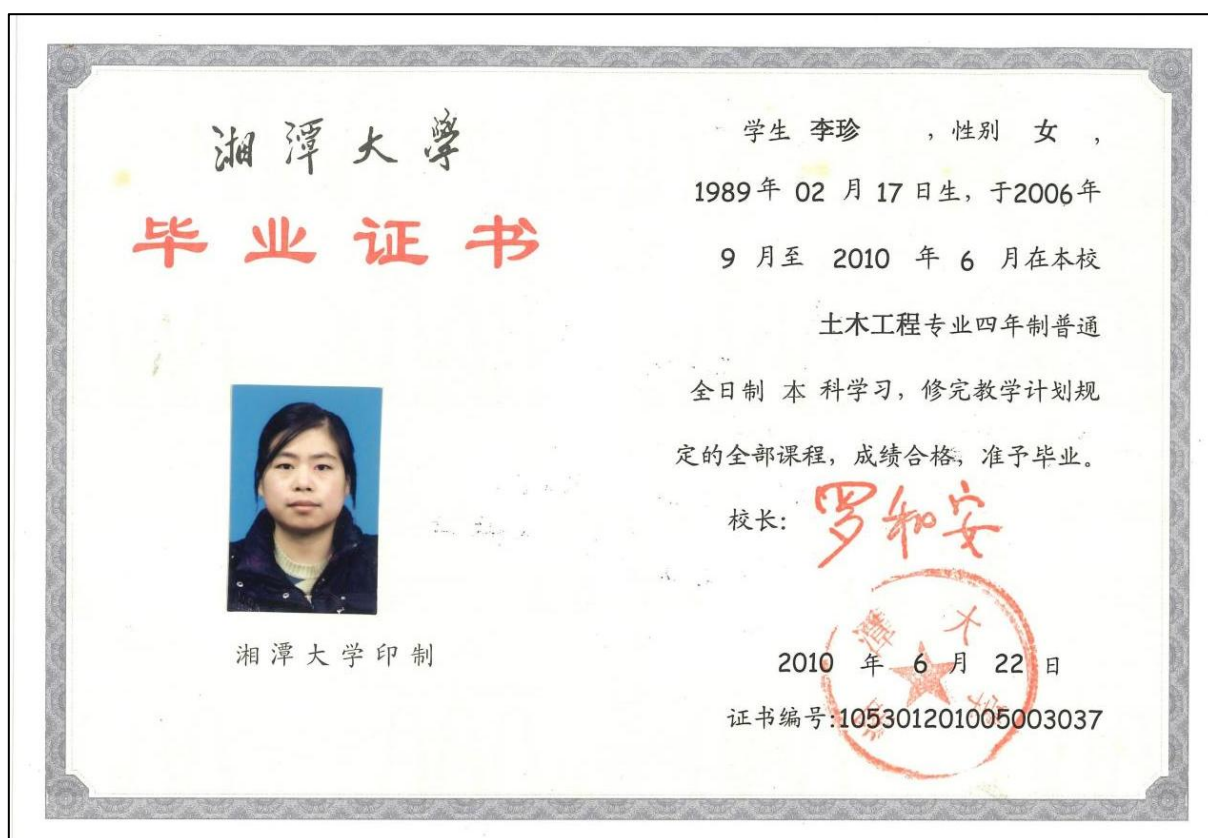 湘潭大學
毕业证书
湘潭大学印制
学生 李珍 ，性别 女 ，
1989年 02 月 17 日生，于2006年
9 月至 2010 年 6 月在本校
土木工程专业四年制普通
全日制 本 科学习，修完教学计划规
定的全部课程，成绩合格，准予毕业。
校长：罗和安
湘潭大学
2010 年 6 月 22 日
证书编号:105301201005003037